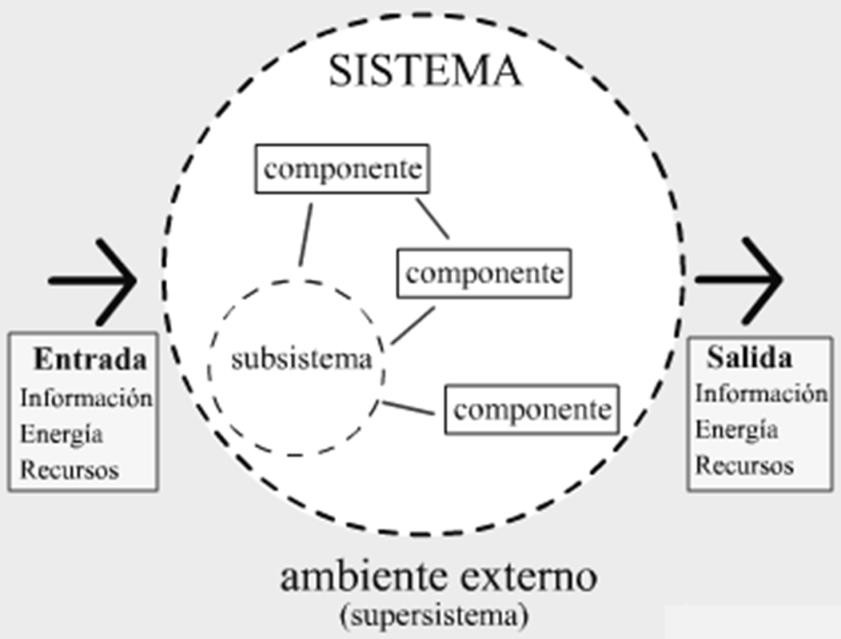 SISTEMA
componente
componente
subsistema
componente
Entrada
Información
Energía
Recursos
Salida
Información
Energía
Recursos
ambiente externo
(supersistema)